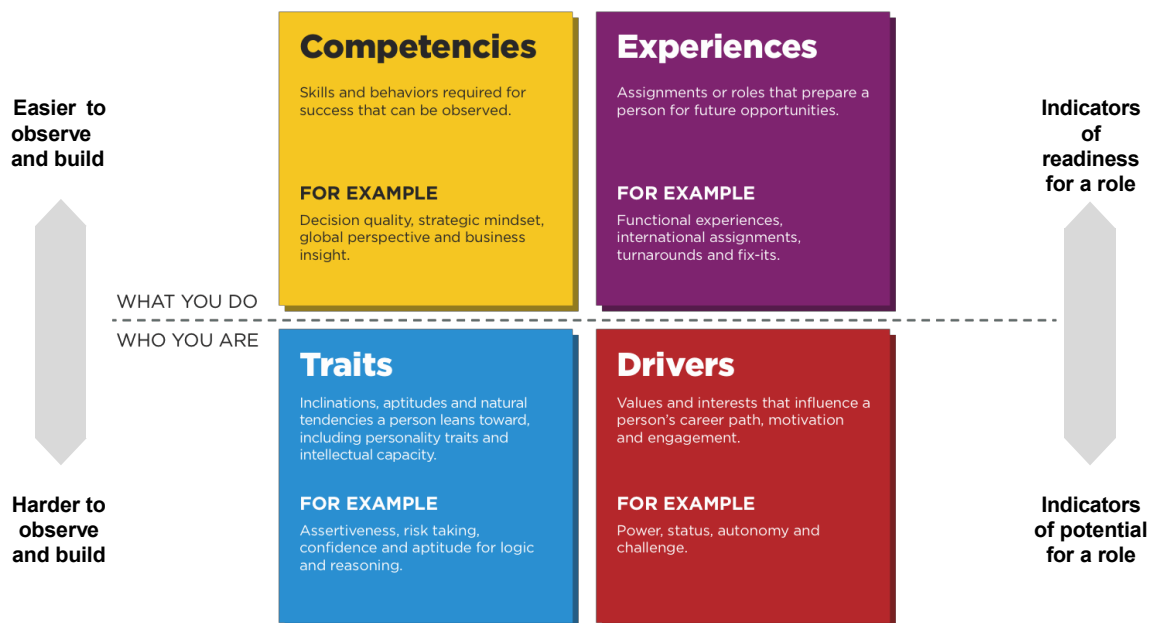 Competencies
Skills and behaviors required for
success that can be observed.
FOR EXAMPLE
Decision quality, strategic mindset,
global perspective and business
insight.
Experiences
Assignments or roles that prepare a
person for future opportunities.
FOR EXAMPLE
Functional experiences,
international assignments,
turnarounds and fix-its.
Easier to
observe
and build
Indicators
of
readiness
for a role
WHAT YOU DO
WHO YOU ARE
Traits
Inclinations, aptitudes and natural
tendencies a person leans toward,
including personality traits and
intellectual capacity.
FOR EXAMPLE
Assertiveness, risk taking,
confidence and aptitude for logic
and reasoning.
Drivers
Values and interests that influence a
person's career path, motivation
and engagement.
FOR EXAMPLE
Power, status, autonomy and
challenge.
Harder to
observe
and build
Indicators
of potential
for a role